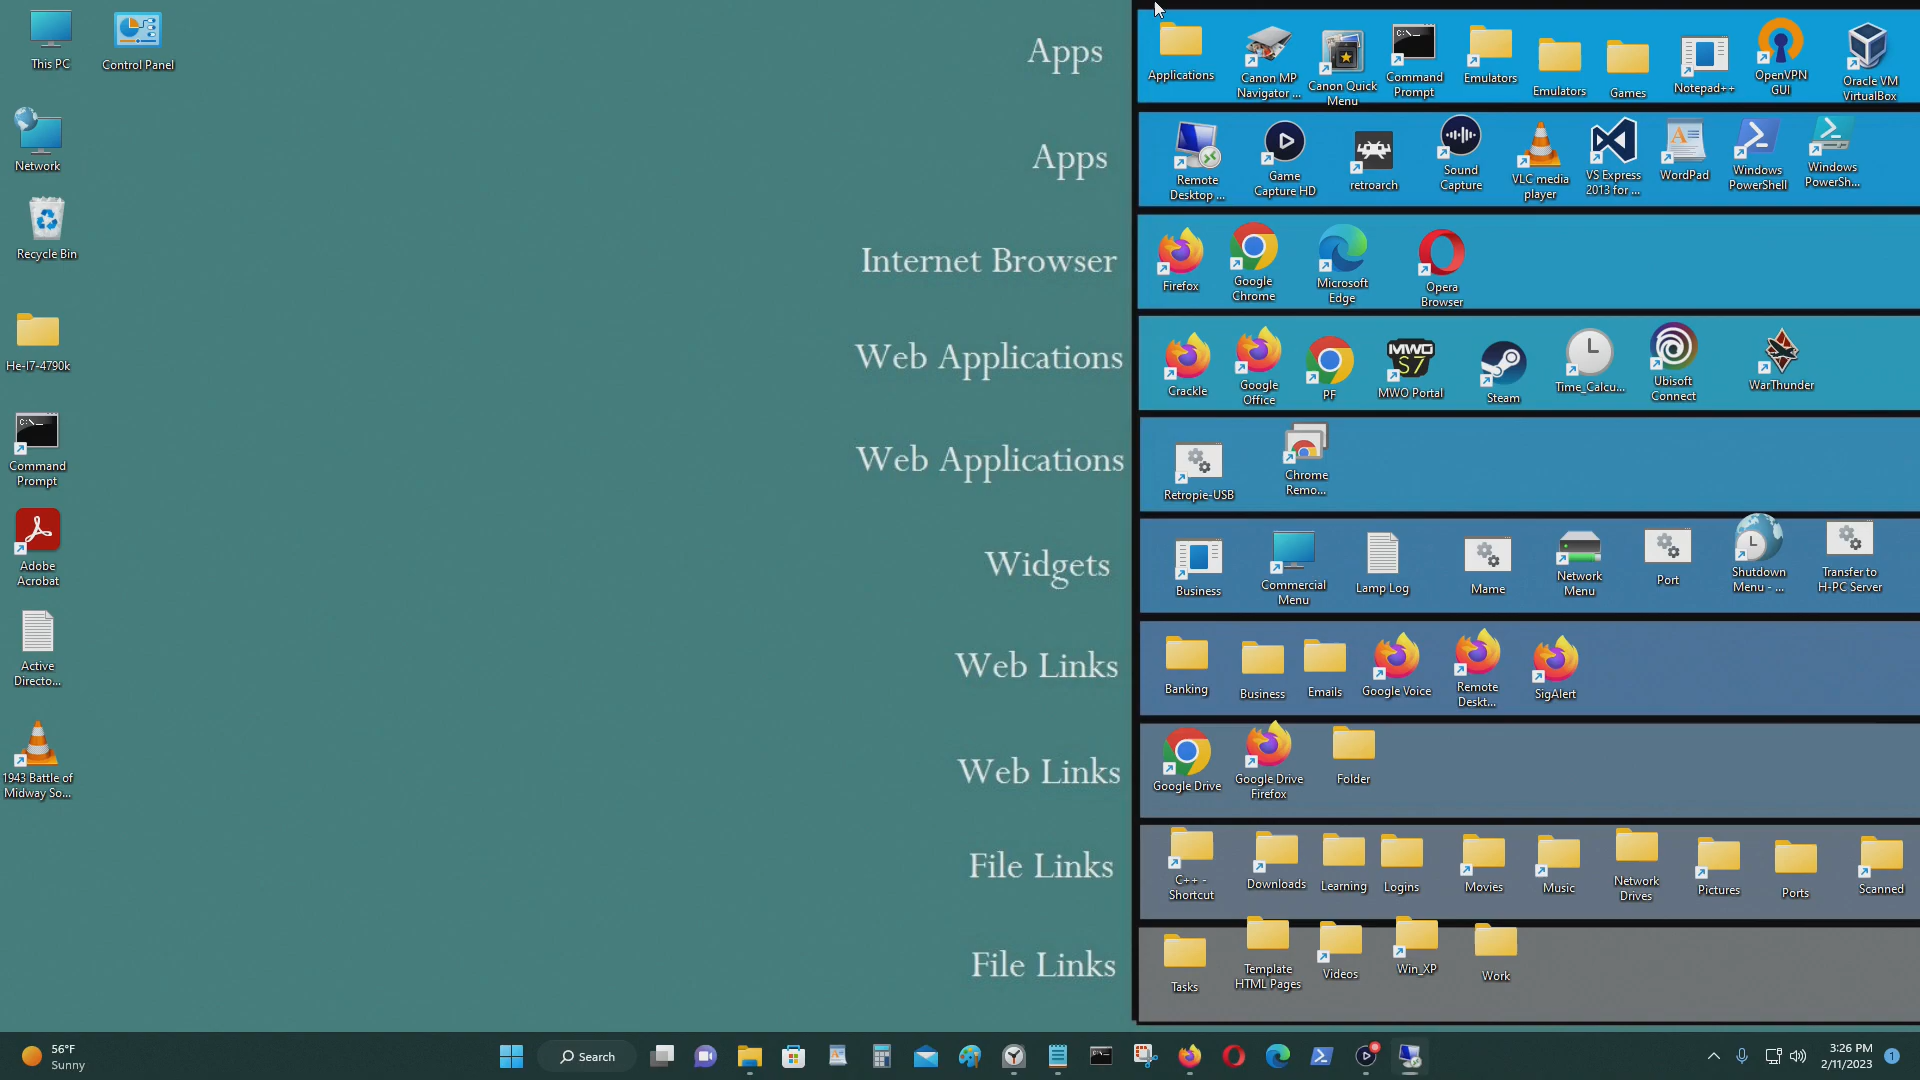 This PC
Control Panel
Network
Recycle Bin
He-I7-4790k
Command
Prompt
Adobe
Acrobat
Active
Directo...
1943 Battle of
Midway So...
Apps
Applications
Canon MP
Navigator ...
Canon Quick
Menu
Command
Prompt
Emulators
Emulators
Games
Notepad++
OpenVPN
GUI
Oracle VM
VirtualBox
Apps
Remote
Desktop ...
Game
Capture HD
retroarch
Sound
Capture
VLC media
player
VS Express
2013 for ...
WordPad
Windows
PowerShell
Windows
PowerSh...
Internet Browser
Firefox
Google
Chrome
Microsoft
Edge
Opera
Browser
Web Applications
Crackle
Google
Office
PF
MWO
S7
MWO Portal
Steam
Time_Calcu...
Ubisoft
Connect
WarThunder
Web Applications
Retropie-USB
Chrome
Remo...
Widgets
Business
Commercial
Menu
Lamp Log
Mame
Network
Menu
Port
Shutdown
Menu - ...
Transfer to
H-PC Server
Web Links
Banking
Business
Emails
Google Voice
Remote
Deskt...
SigAlert
Web Links
Google Drive
Google Drive
Firefox
Folder
File Links
C++ -
Shortcut
Downloads
Learning
Logins
Movies
Music
Network
Drives
Pictures
Ports
Scanned
File Links
Tasks
Template
HTML Pages
Videos
Win_XP
Work
56°F
Sunny
Search
3:26 PM
2/11/2023
1